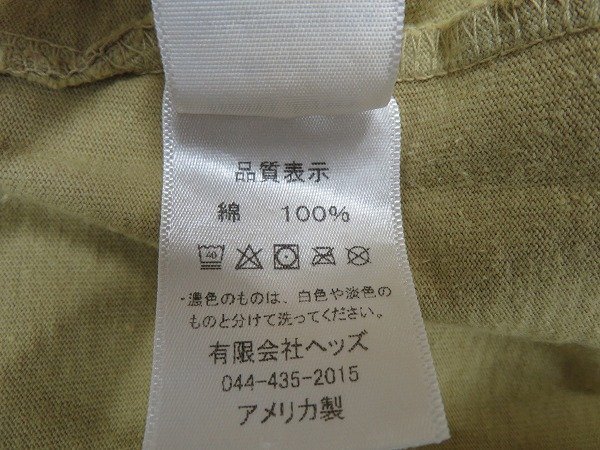 品質表示
綿 100%
40
・濃色のものは、白色や淡色の
ものと分けて洗ってください。
有限会社ヘッズ
044-435-2015
アメリカ製